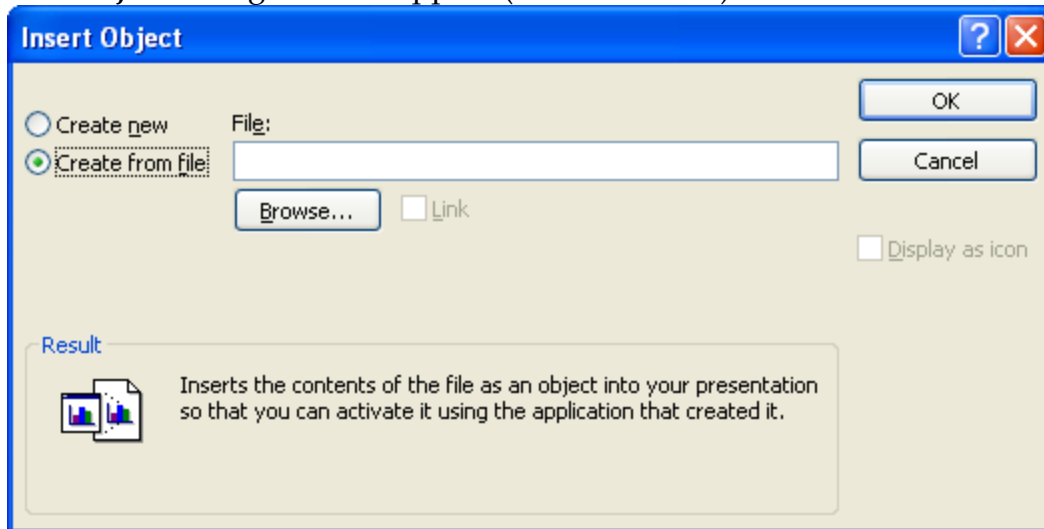 Insert Object
Create new
File:
OK
Create from file
Cancel
Browse...
Link
Display as icon
Result
Inserts the contents of the file as an object into your presentation
so that you can activate it using the application that created it.